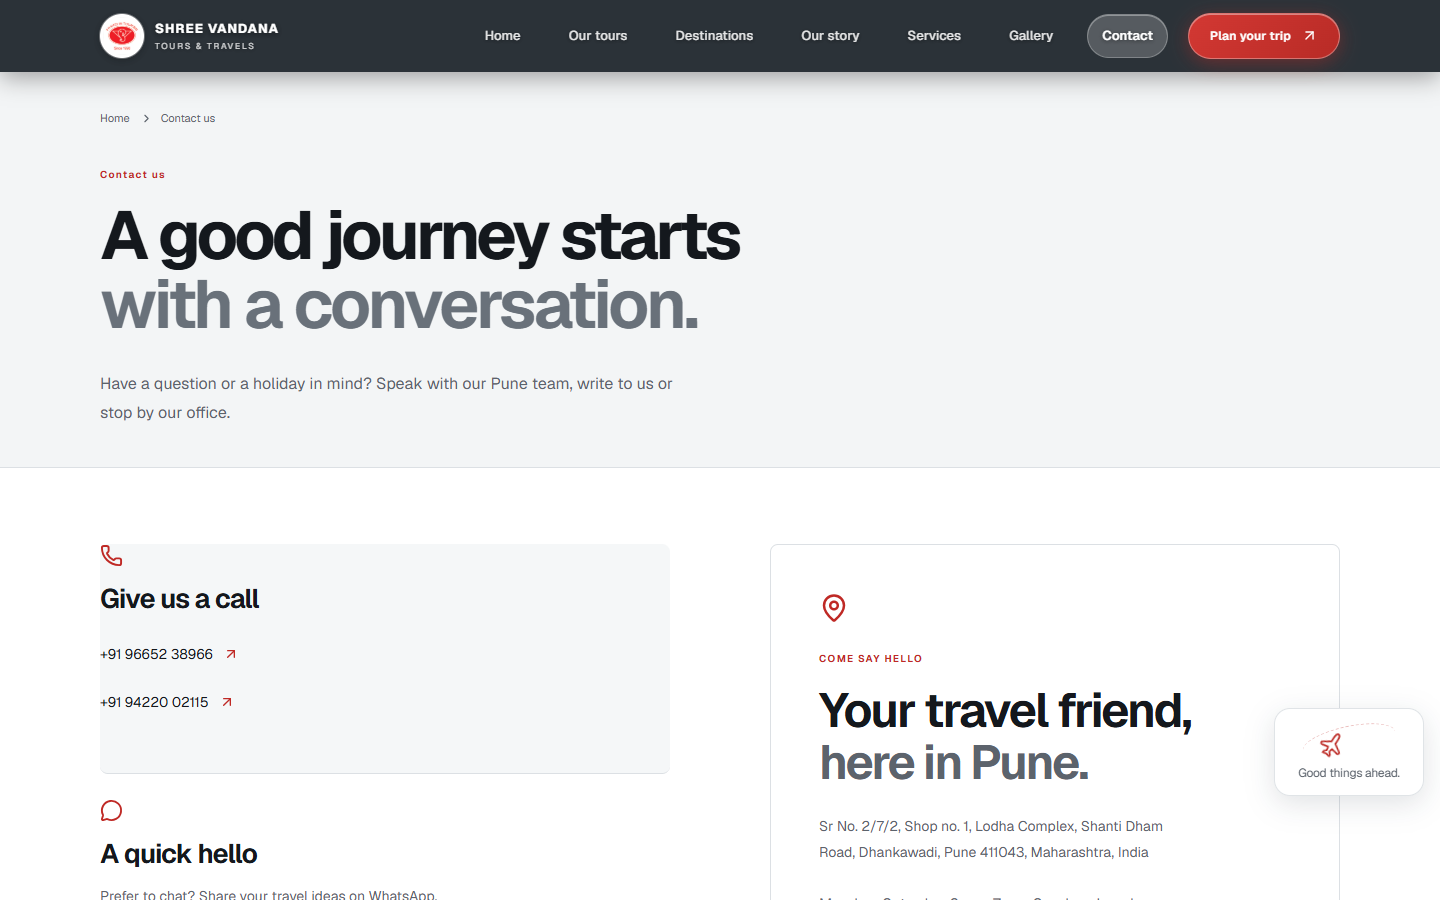 SHREE VANDANA
TOURS & TRAVELS
Home
Our tours
Destinations
Our story
Services
Gallery
Contact
Plan your trip
Home
Contact us
Contact us
A good journey starts
with a conversation.
Have a question or a holiday in mind? Speak with our Pune team, write to us or
stop by our office.
Give us a call
+91 96652 38966
+91 94220 02115
A quick hello
Prefer to chat? Share your travel ideas on WhatsApp.
COME SAY HELLO
Your travel friend,
here in Pune.
Sr No. 2/7/2, Shop no. 1, Lodha Complex, Shanti Dham
Road, Dhankawadi, Pune 411043, Maharashtra, India
Good things ahead.